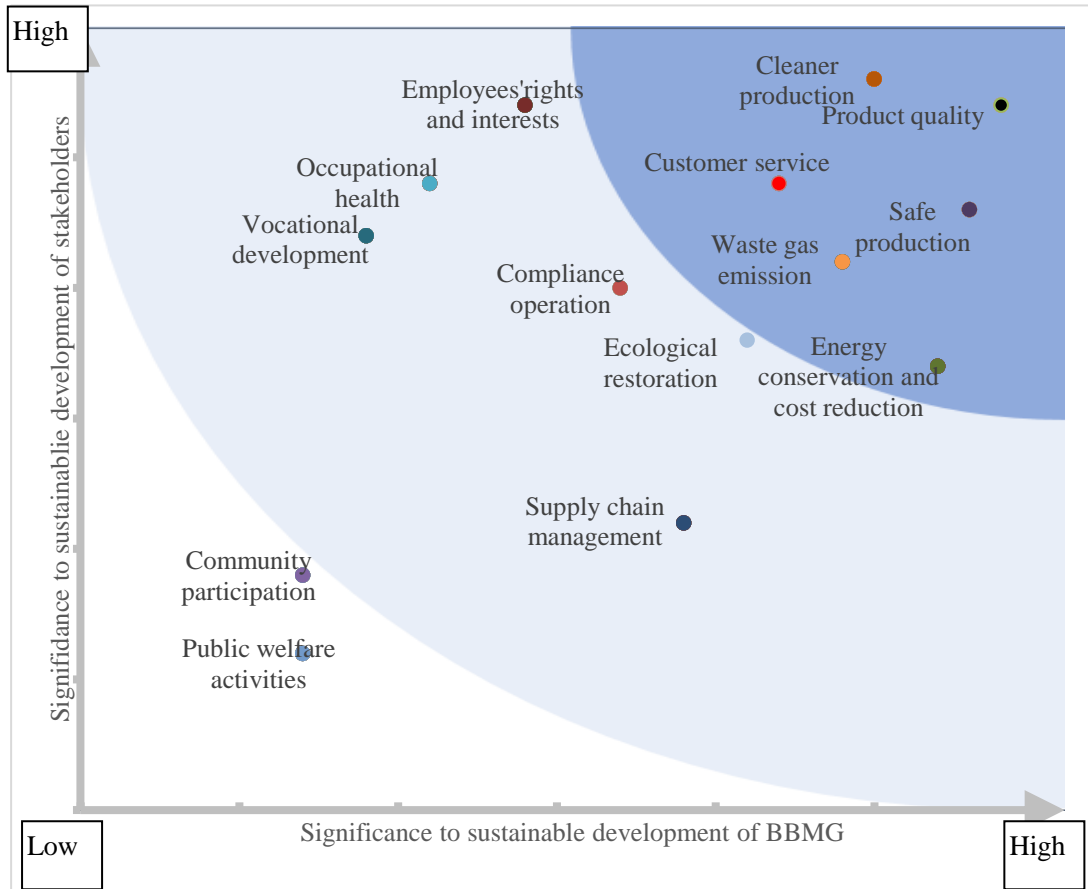 High
Cleaner
production
Product quality
Employees'rights
and interests
Customer service
Occupational
health
Safe
production
Vocational
development
Waste gas
emission
Compliance
operation
Ecological
restoration
Energy
conservation and
cost reduction
Supply chain
management
Community
participation
Public welfare
activities
Signifidance to sustainablie development of stakeholders
Low
Significance to sustainable development of BBMG
High